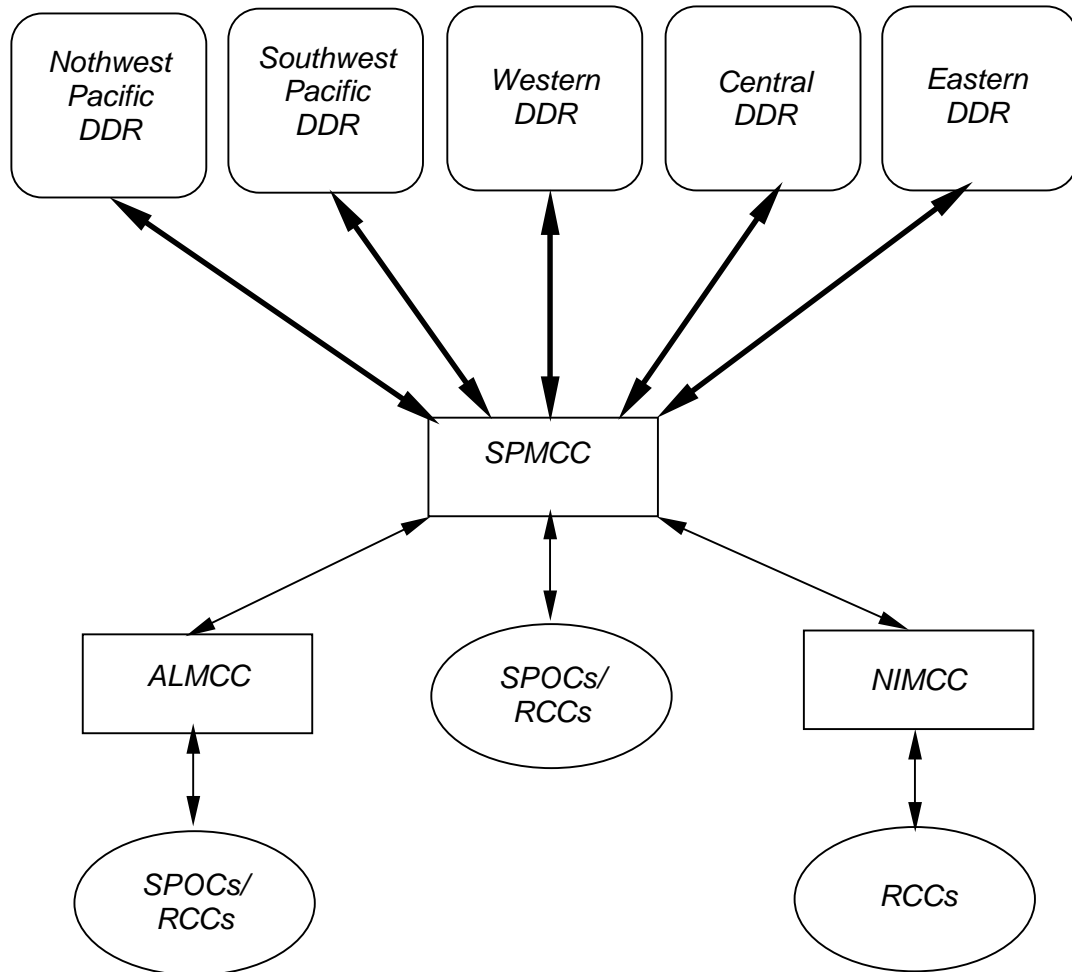 Nothwest
Pacific
DDR
Southwest
Pacific
DDR
Western
DDR
Central
DDR
Eastern
DDR
SPMCC
ALMCC
SPOCs/
RCCs
NIMCC
SPOCs/
RCCs
RCCs